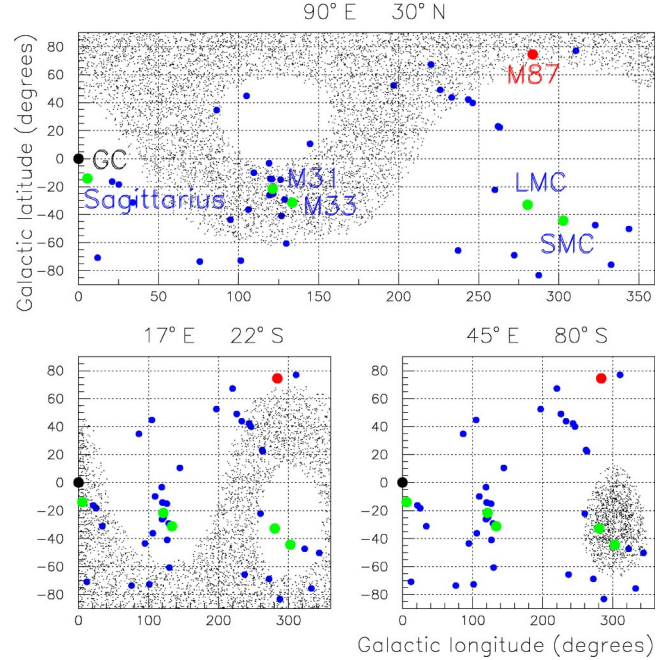 90° E 30° N
Galactic latitude (degrees)
80
60
40
20
0
−20
−40
−60
−80
GC
Sagittarius
M31
M33
M87
LMC
SMC
0 50 100 150 200 250 300 350
17° E 22° S
80
60
40
20
0
−20
−40
−60
−80
0 100 200 300
45° E 80° S
80
60
40
20
0
−20
−40
−60
−80
0 100 200 300
Galactic longitude (degrees)